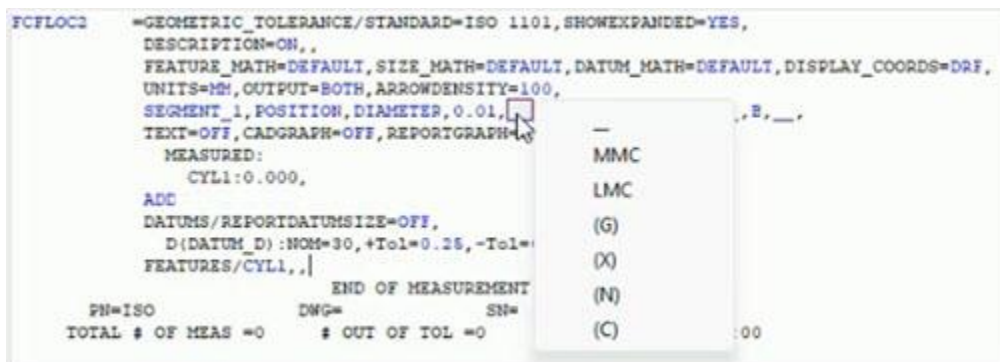 FCFLOC2 =GEOMETRIC_TOLERANCE/STANDARD=ISO 1101,SHOWEXPANDED=YES,
DESCRIPTION=ON,,
FEATURE_MATH=DEFAULT,SIZE_MATH=DEFAULT,DATUM_MATH=DEFAULT,DISPLAY_COORDS=DRF,
UNITS=MM,OUTPUT=BOTH,ARROWDENSITY=100,
SEGMENT_1,POSITION,DIAMETER,0.01,__ ,B,__,
TEXT=OFF,CADGRAPH=OFF,REPORTGRAPH=
MEASURED:
CYL1:0.000,
ADD
DATUMS/REPORTDATUMSIZE=OFF,
D(DATUM_D):NOM=30,+Tol=0.25,-Tol=
FEATURES/CYL1,,
END OF MEASUREMENT
PN=ISO DWG= SN=
TOTAL # OF MEAS =0 # OUT OF TOL =0 :00
__
MMC
LMC
(G)
(X)
(N)
(C)